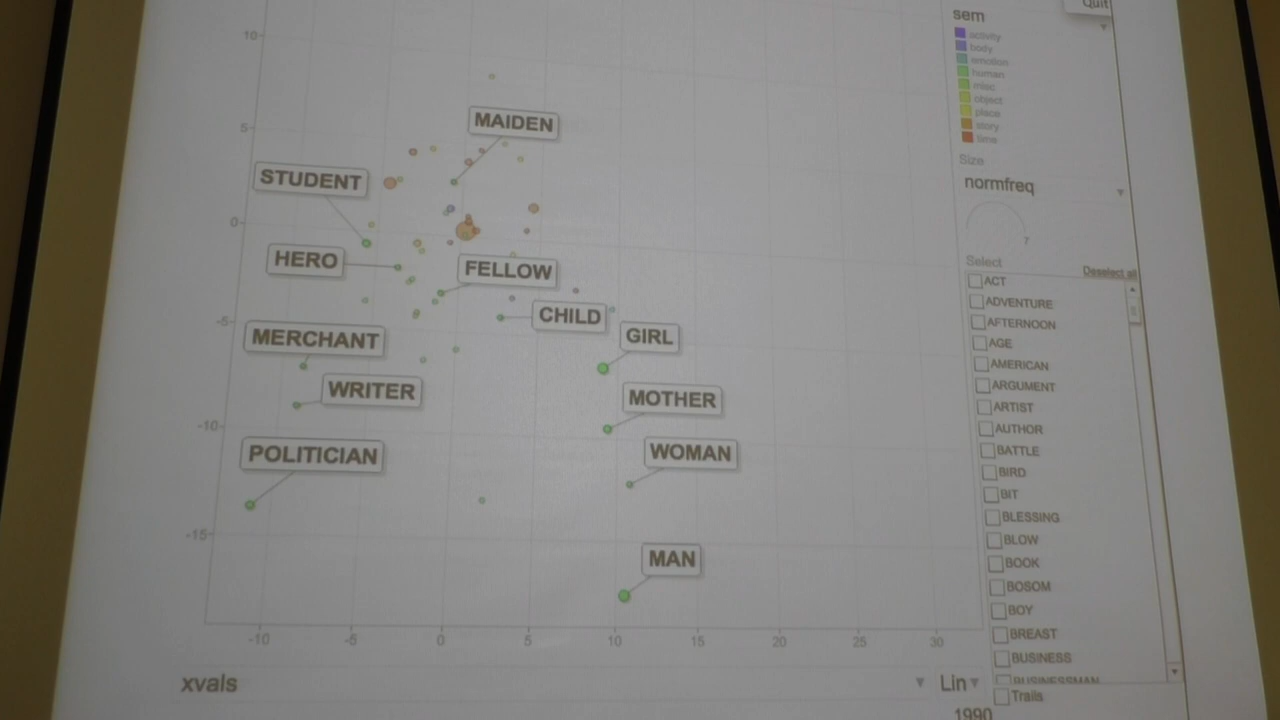 Quit
sem
activity
body
emotion
human
misc
object
place
story
time
Size
normfreq
7
Select
Deselect all
ACT
ADVENTURE
AFTERNOON
AGE
AMERICAN
ARGUMENT
ARTIST
AUTHOR
BATTLE
BIRD
BIT
BLESSING
BLOW
BOOK
BOSOM
BOY
BREAST
BUSINESS
BUSINESSMAN
Trails
10
5
0
-5
-10
-15
MAIDEN
STUDENT
HERO
FELLOW
CHILD
MERCHANT
GIRL
WRITER
MOTHER
POLITICIAN
WOMAN
MAN
-10 -5 0 5 10 15 20 25 30
xvals
Lin
1990